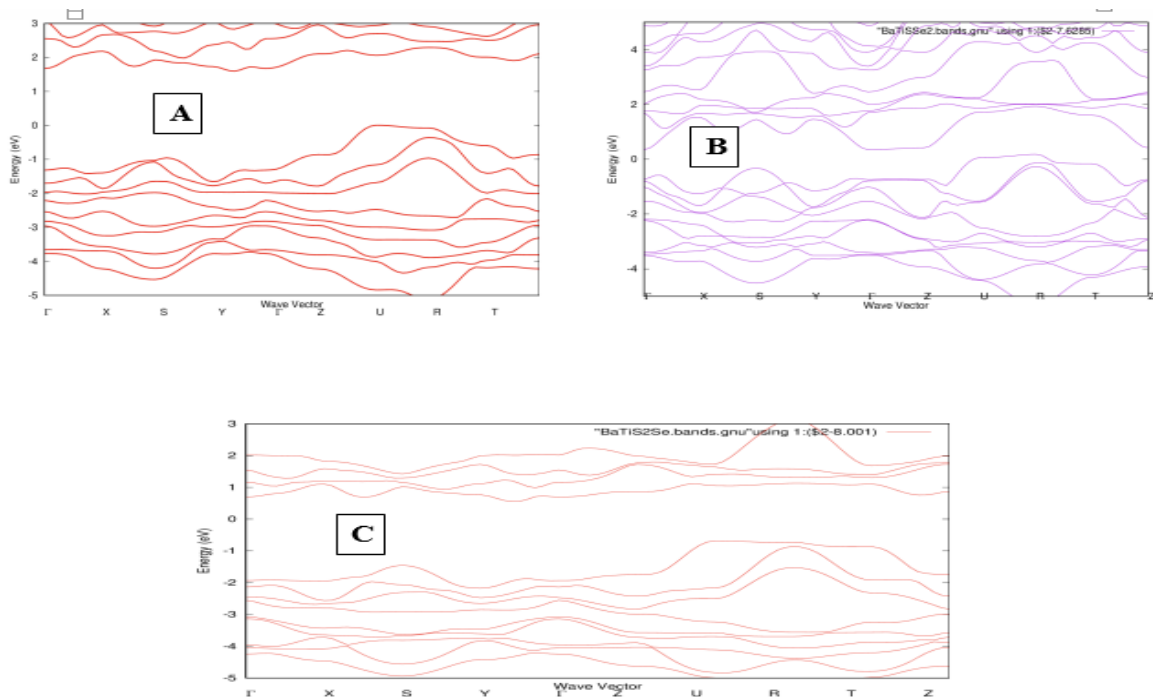 3
2
1
0
-1
-2
-3
-4
-5
Energy (eV)
A
Wave Vector
Γ X S Y Γ Z U R T
"BaTiSSe2.bands.gnu" using 1:($2-7.6285)
4
2
0
-2
-4
Energy (eV)
B
Γ X S Y Γ Z U R T Z
Wave Vector
"BaTiS2Se.bands.gnu"using 1:($2-8.001)
3
2
1
0
-1
-2
-3
-4
-5
Energy (eV)
C
Wave Vector
Γ X S Y Γ Z U R T Z